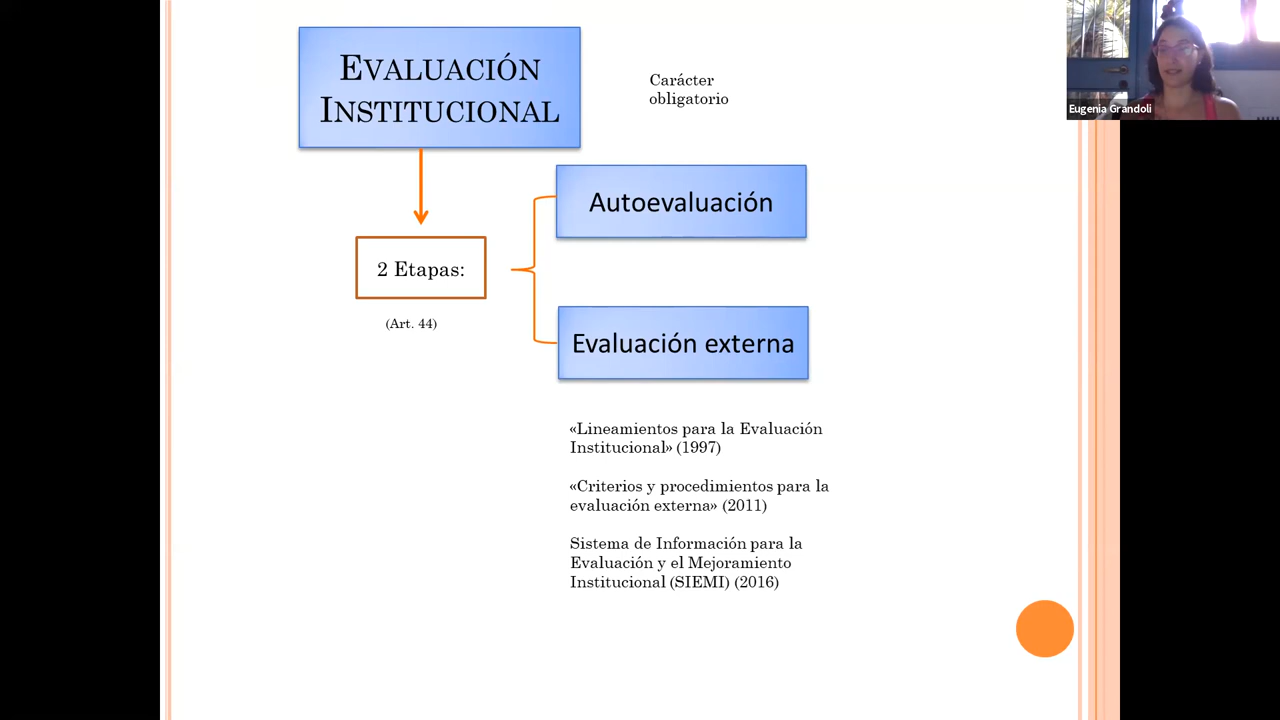 EVALUACIÓN
INSTITUCIONAL
Carácter
obligatorio
Eugenia Grandoli
Autoevaluación
2 Etapas:
(Art. 44)
Evaluación externa
«Lineamientos para la Evaluación
Institucional» (1997)
«Criterios y procedimientos para la
evaluación externa» (2011)
Sistema de Información para la
Evaluación y el Mejoramiento
Institucional (SIEMI) (2016)